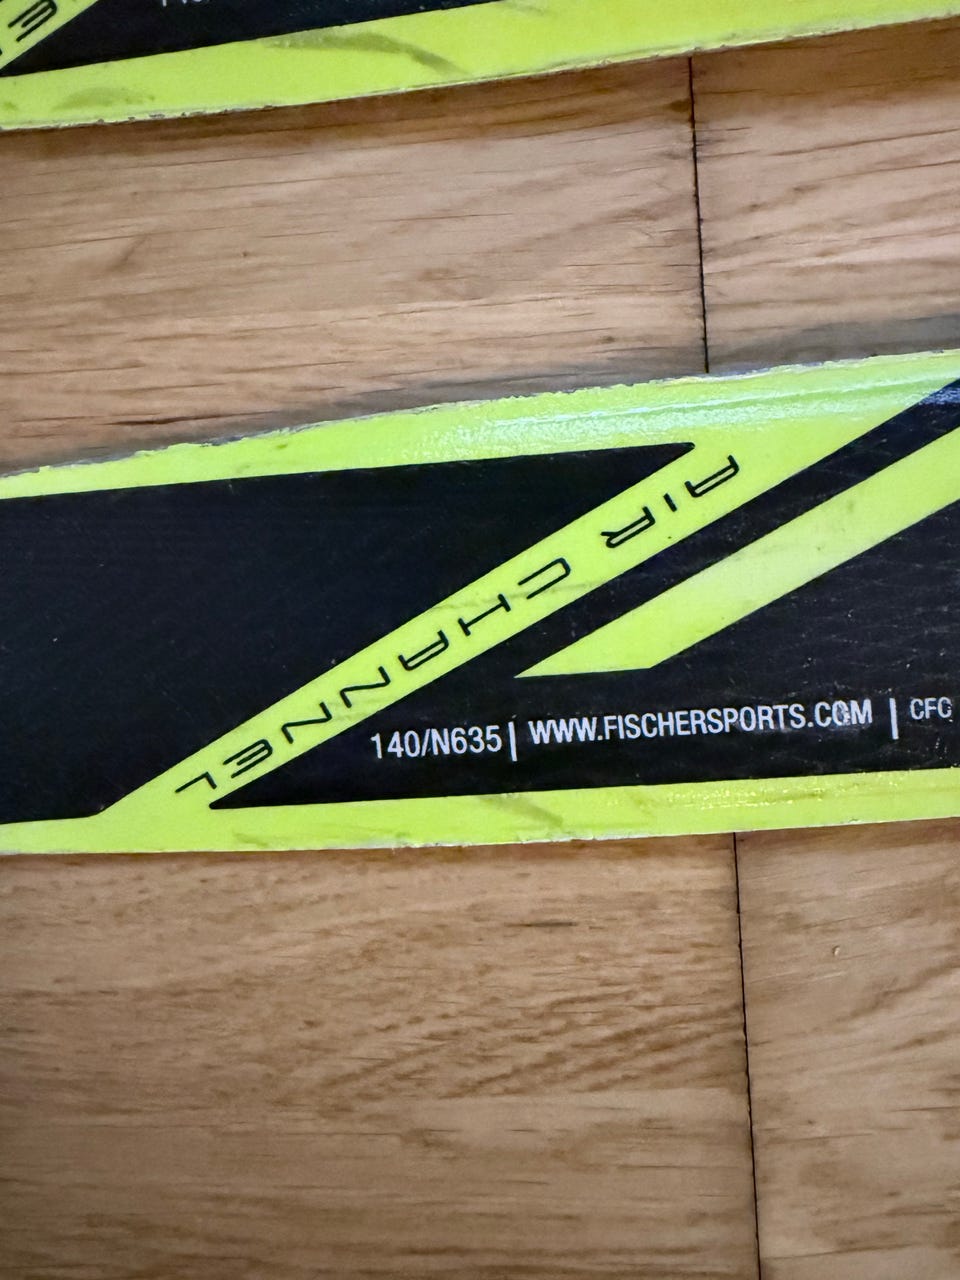 AIR CHANNEL
140/N635 | WWW.FISCHERSPORTS.COM | CFC